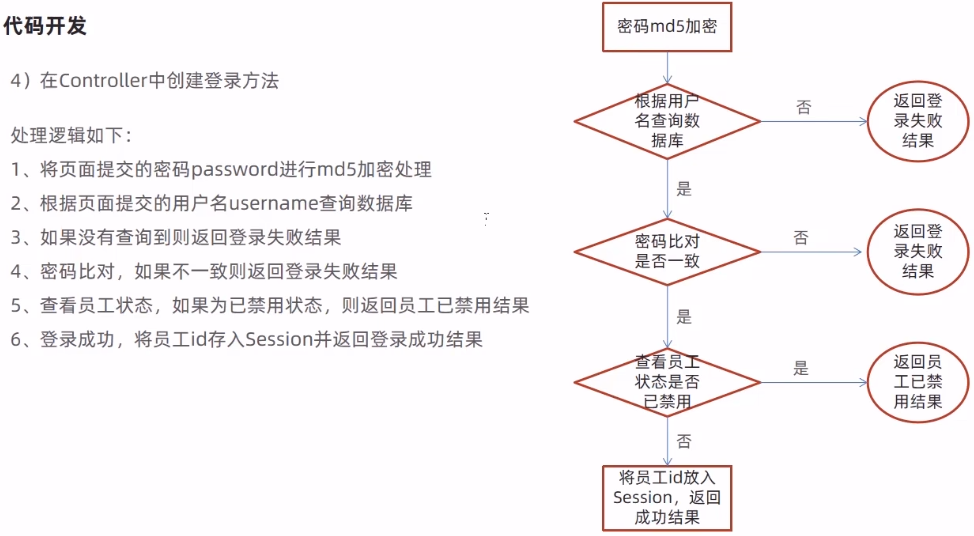 代码开发
4）在Controller中创建登录方法
处理逻辑如下：
1、将页面提交的密码password进行md5加密处理
2、根据页面提交的用户名username查询数据库
3、如果没有查询到则返回登录失败结果
4、密码比对，如果不一致则返回登录失败结果
5、查看员工状态，如果为已禁用状态，则返回员工已禁用结果
6、登录成功，将员工id存入Session并返回登录成功结果
密码md5加密
根据用户
名查询数
据库
否
返回登
录失败
结果
是
密码比对
是否一致
否
返回登
录失败
结果
是
查看员工
状态是否
已禁用
是
返回员
工已禁
用结果
否
将员工id放入
Session，返回
成功结果